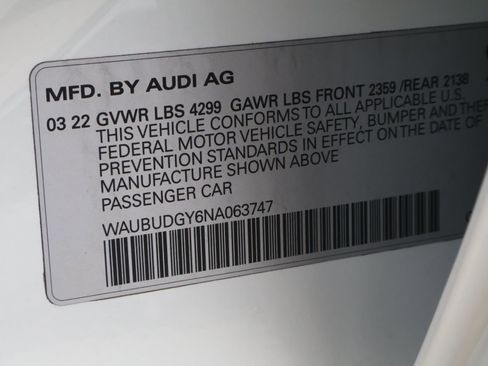 MFD. BY AUDI AG
03 22 GVWR LBS 4299 GAWR LBS FRONT 2359 /REAR 2138
THIS VEHICLE CONFORMS TO ALL APPLICABLE U.S.
FEDERAL MOTOR VEHICLE SAFETY, BUMPER AND THEF
PREVENTION STANDARDS IN EFFECT ON THE DATE OF
MANUFACTURE SHOWN ABOVE
PASSENGER CAR
WAUBUDGY6NA063747